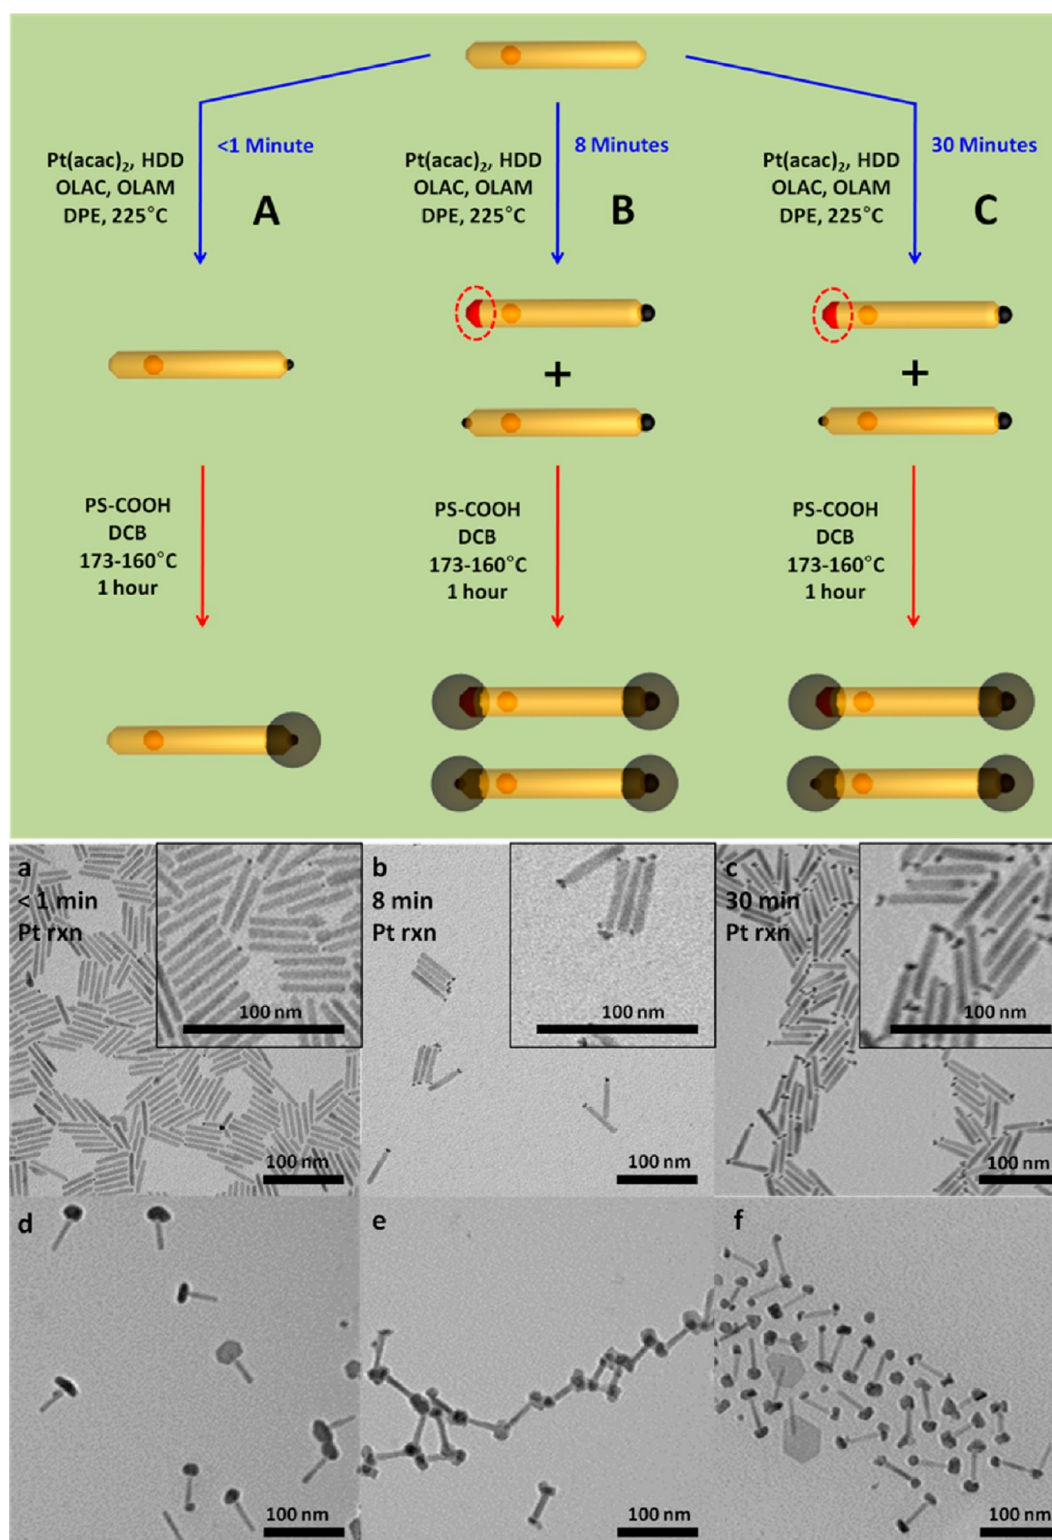 <1 Minute
Pt(acac)₂, HDD
OLAC, OLAM
DPE, 225°C
A
8 Minutes
Pt(acac)₂, HDD
OLAC, OLAM
DPE, 225°C
B
30 Minutes
Pt(acac)₂, HDD
OLAC, OLAM
DPE, 225°C
C
+
+
PS-COOH
DCB
173-160°C
1 hour
PS-COOH
DCB
173-160°C
1 hour
PS-COOH
DCB
173-160°C
1 hour
a
< 1 min
Pt rxn
100 nm
100 nm
b
8 min
Pt rxn
100 nm
100 nm
c
30 min
Pt rxn
100 nm
100 nm
d
100 nm
e
100 nm
f
100 nm